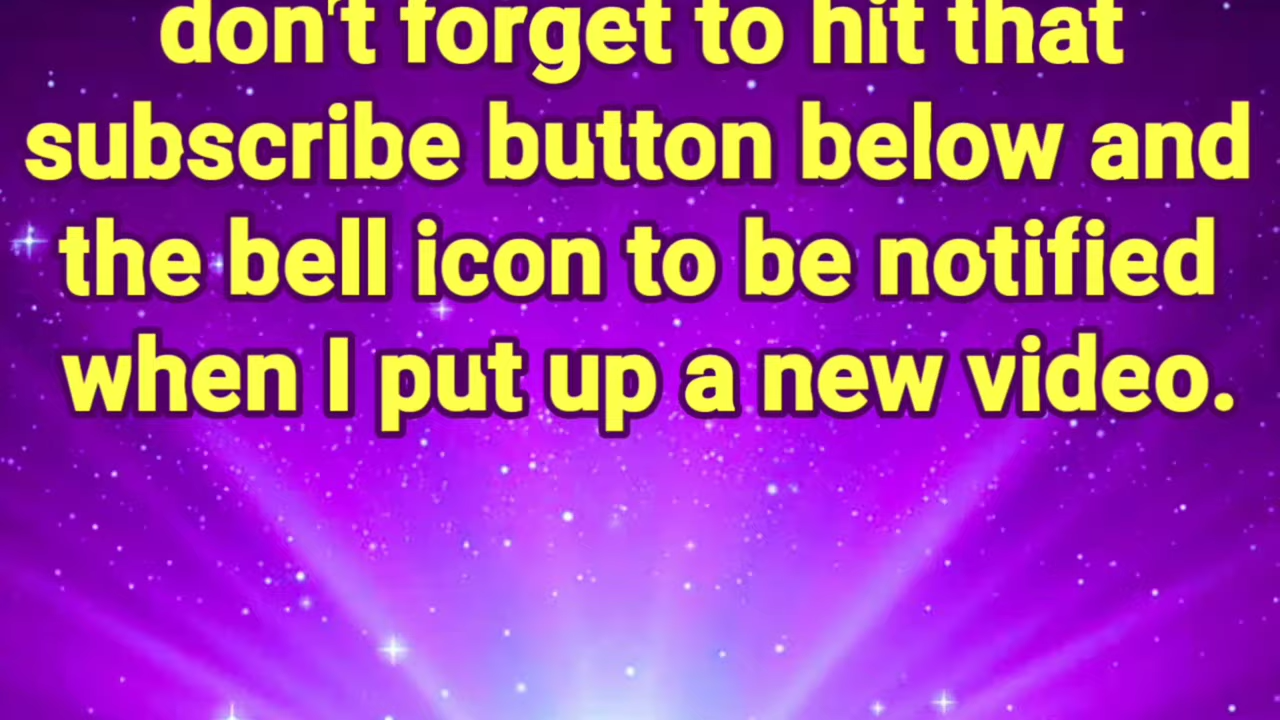 don't forget to hit that
subscribe button below and
the bell icon to be notified
when I put up a new video.